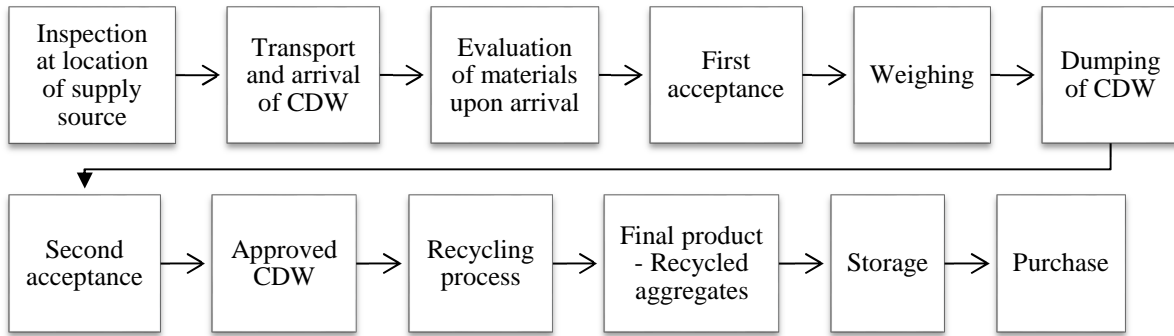 Inspection
at location
of supply
source
Transport
and arrival
of CDW
Evaluation
of materials
upon arrival
First
acceptance
Weighing
Dumping
of CDW
Second
acceptance
Approved
CDW
Recycling
process
Final product
- Recycled
aggregates
Storage
Purchase